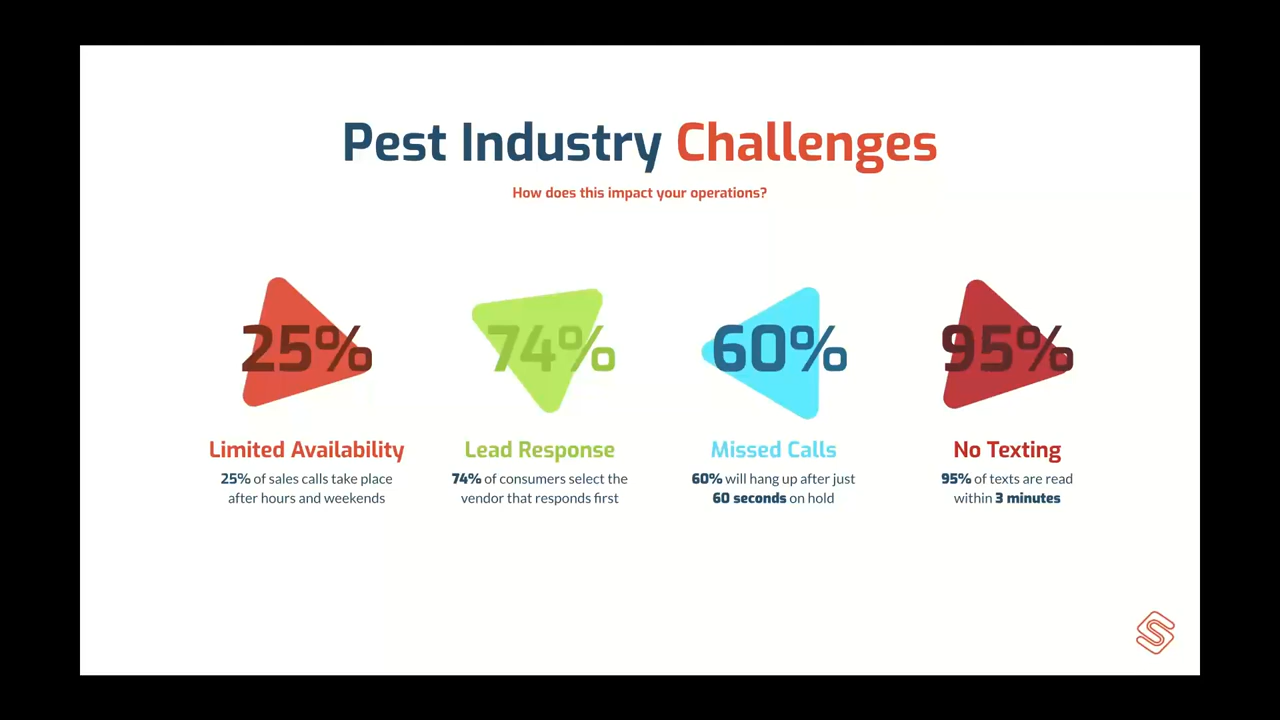 Pest Industry Challenges
How does this impact your operations?
25%
74%
60%
95%
Limited Availability
25% of sales calls take place
after hours and weekends
Lead Response
74% of consumers select the
vendor that responds first
Missed Calls
60% will hang up after just
60 seconds on hold
No Texting
95% of texts are read
within 3 minutes